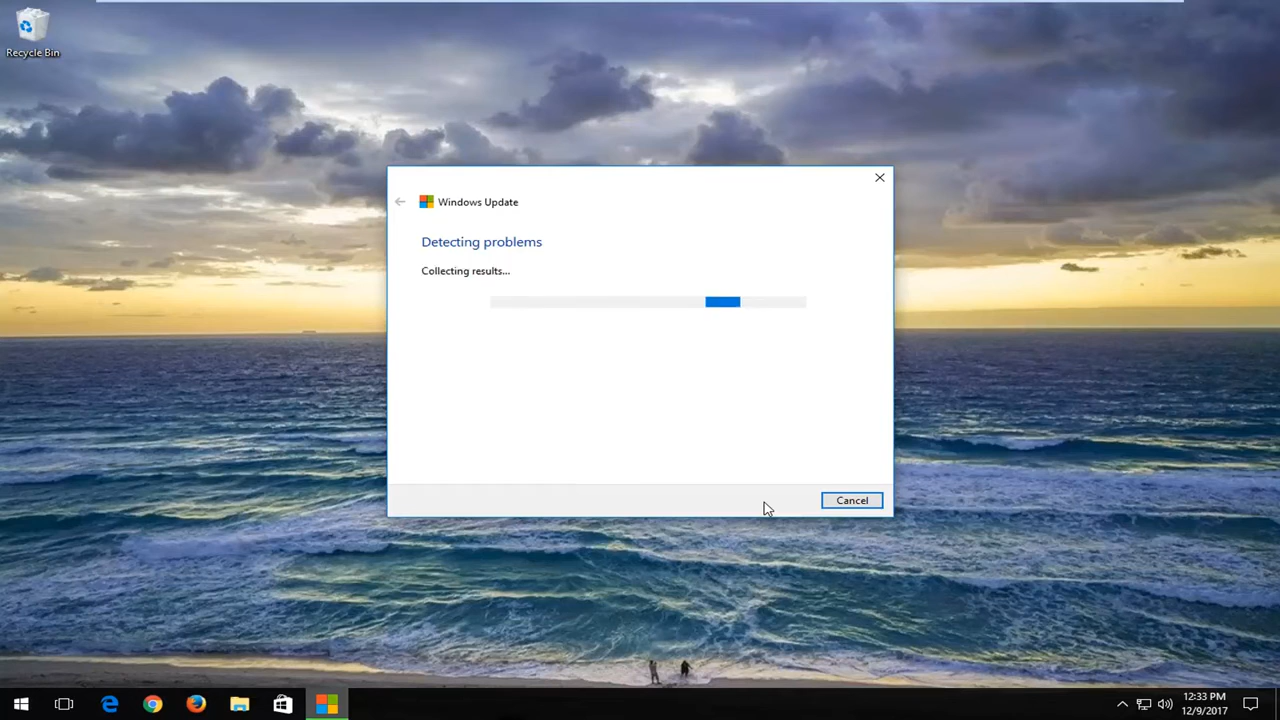 Recycle Bin
Windows Update
Detecting problems
Collecting results...
Cancel
12:33 PM
12/9/2017